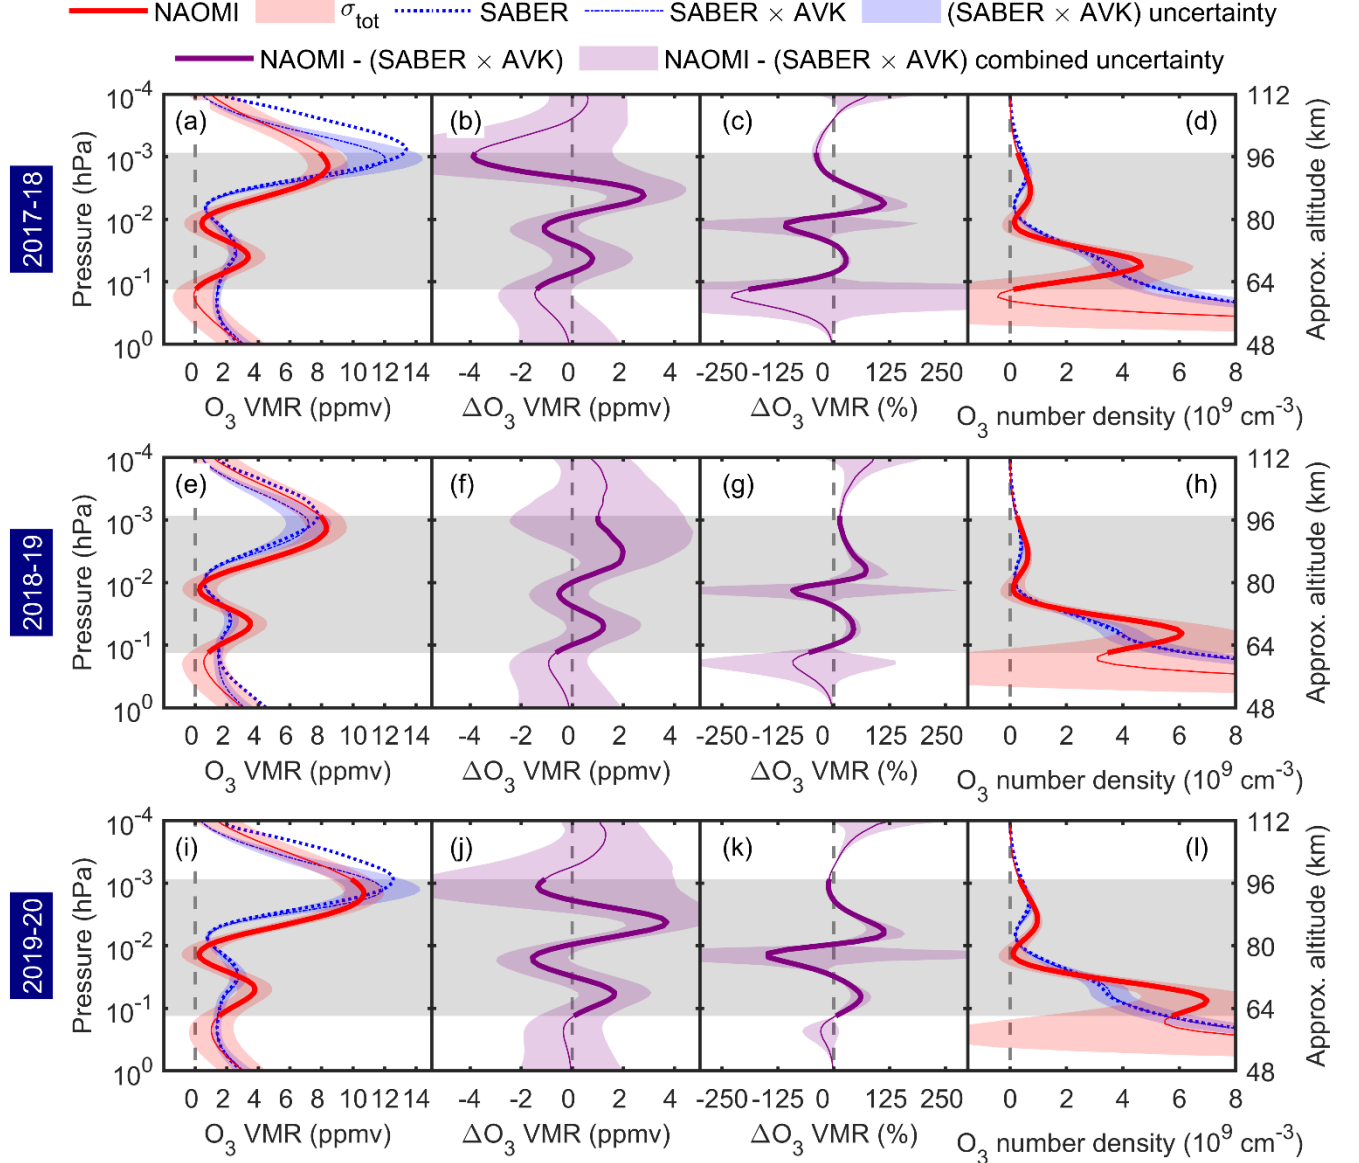 NAOMI σtot SABER SABER × AVK (SABER × AVK) uncertainty
NAOMI - (SABER × AVK) NAOMI - (SABER × AVK) combined uncertainty
2017-18
Pressure (hPa)
10-4
10-3
10-2
10-1
100
(a) (b) (c) (d)
112
96
80
64
48
Approx. altitude (km)
0 2 4 6 8 10 12 14 -4 -2 0 2 4 -250 -125 0 125 250 0 2 4 6 8
O3 VMR (ppmv) ΔO3 VMR (ppmv) ΔO3 VMR (%) O3 number density (109 cm-3)
2018-19
Pressure (hPa)
10-4
10-3
10-2
10-1
100
(e) (f) (g) (h)
112
96
80
64
48
Approx. altitude (km)
0 2 4 6 8 10 12 14 -4 -2 0 2 4 -250 -125 0 125 250 0 2 4 6 8
O3 VMR (ppmv) ΔO3 VMR (ppmv) ΔO3 VMR (%) O3 number density (109 cm-3)
2019-20
Pressure (hPa)
10-4
10-3
10-2
10-1
100
(i) (j) (k) (l)
112
96
80
64
48
Approx. altitude (km)
0 2 4 6 8 10 12 14 -4 -2 0 2 4 -250 -125 0 125 250 0 2 4 6 8
O3 VMR (ppmv) ΔO3 VMR (ppmv) ΔO3 VMR (%) O3 number density (109 cm-3)